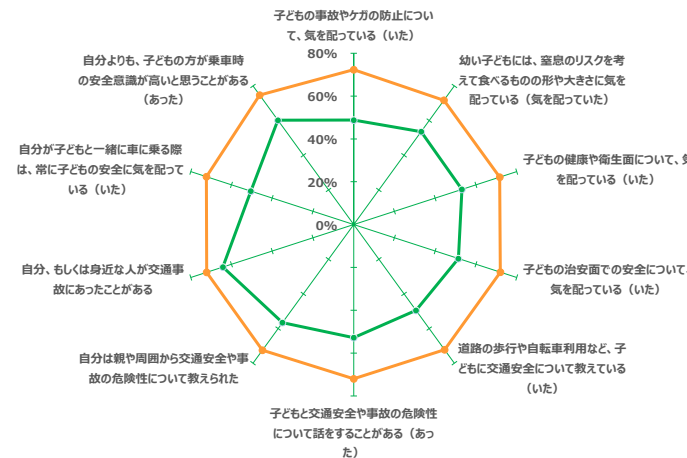 子どもの事故やケガの防止につい
て、気を配っている（いた）
幼い子どもには、窒息のリスクを考
えて食べるものの形や大きさに気を
配っている（気を配っていた）
子どもの健康や衛生面について、気
を配っている（いた）
子どもの治安面での安全について、
気を配っている（いた）
道路の歩行や自転車利用など、子
どもに交通安全について教えている
（いた）
子どもと交通安全や事故の危険性
について話をすることがある（あっ
た）
自分は親や周囲から交通安全や事
故の危険性について教えられた
自分、もしくは身近な人が交通事
故にあったことがある
自分が子どもと一緒に車に乗る際
は、常に子どもの安全に気を配って
いる（いた）
自分よりも、子どもの方が乗車時
の安全意識が高いと思うことがある
（あった）
80%
60%
40%
20%
0%